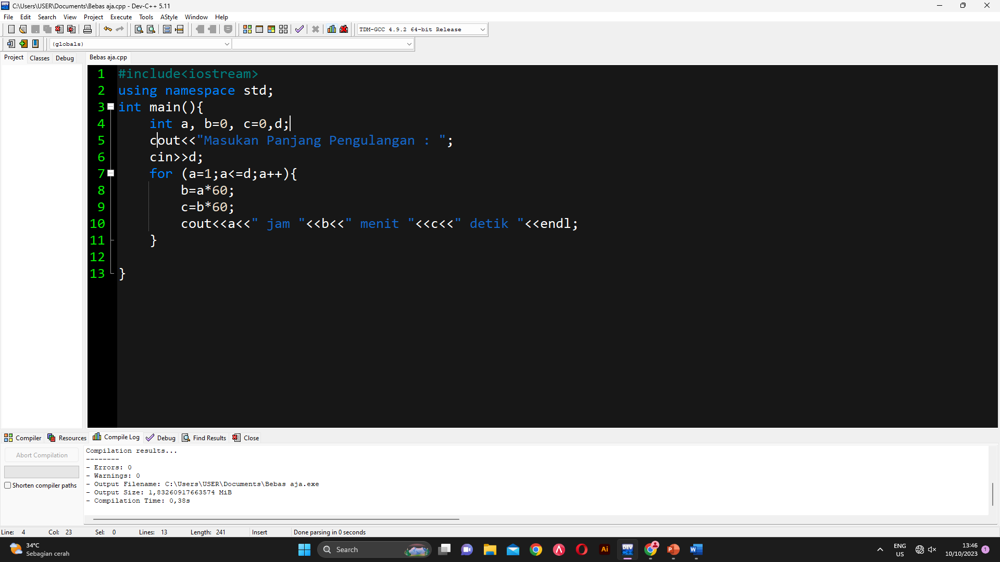 C:\Users\USER\Documents\Bebas aja.cpp - Dev-C++ 5.11
File Edit Search View Project Execute Tools AStyle Window Help
TDM-GCC 4.9.2 64-bit Release
(globals)
Project Classes Debug Bebas aja.cpp
1 #include<iostream>
2 using namespace std;
3 int main(){
4 int a, b=0, c=0,d;
5 cout<<"Masukan Panjang Pengulangan : ";
6 cin>>d;
7 for (a=1;a<=d;a++){
8 b=a*60;
9 c=b*60;
10 cout<<a<<" jam "<<b<<" menit "<<c<<" detik "<<endl;
11 }
12
13 }
Compiler Resources Compile Log Debug Find Results Close
Abort Compilation
Shorten compiler paths
Compilation results...
--------
- Errors: 0
- Warnings: 0
- Output Filename: C:\Users\USER\Documents\Bebas aja.exe
- Output Size: 1,83260917663574 MiB
- Compilation Time: 0,38s
Line: 4 Col: 23 Sel: 0 Lines: 13 Length: 241 Insert Done parsing in 0 seconds
34°C
Sebagian cerah
Search
DEV
Ai
P
W
ENG
US
13:46
10/10/2023
1